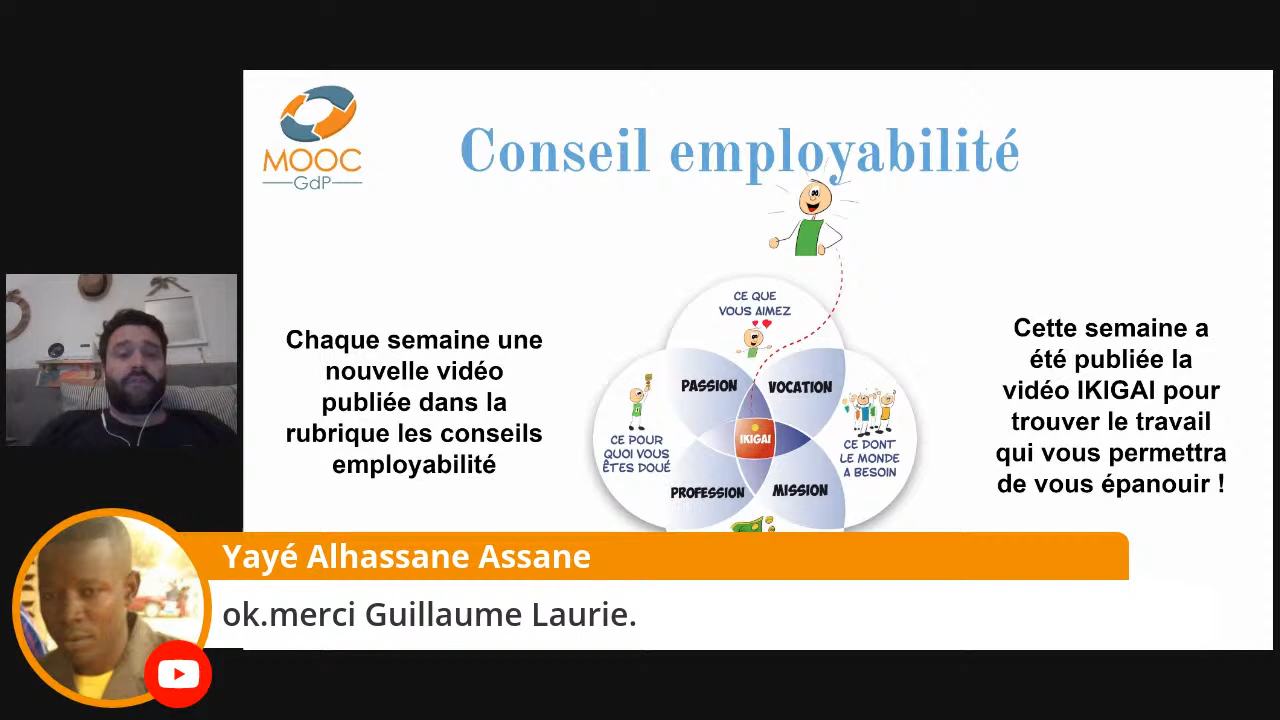 MOOC
GdP
Conseil employabilité
Chaque semaine une
nouvelle vidéo
publiée dans la
rubrique les conseils
employabilité
CE QUE
VOUS AIMEZ
PASSION
VOCATION
CE POUR
QUOI VOUS
ÊTES DOUÉ
IKIGAI
CE DONT
LE MONDE
A BESOIN
PROFESSION
MISSION
Cette semaine a
été publiée la
vidéo IKIGAI pour
trouver le travail
qui vous permettra
de vous épanouir !
Yayé Alhassane Assane
ok.merci Guillaume Laurie.